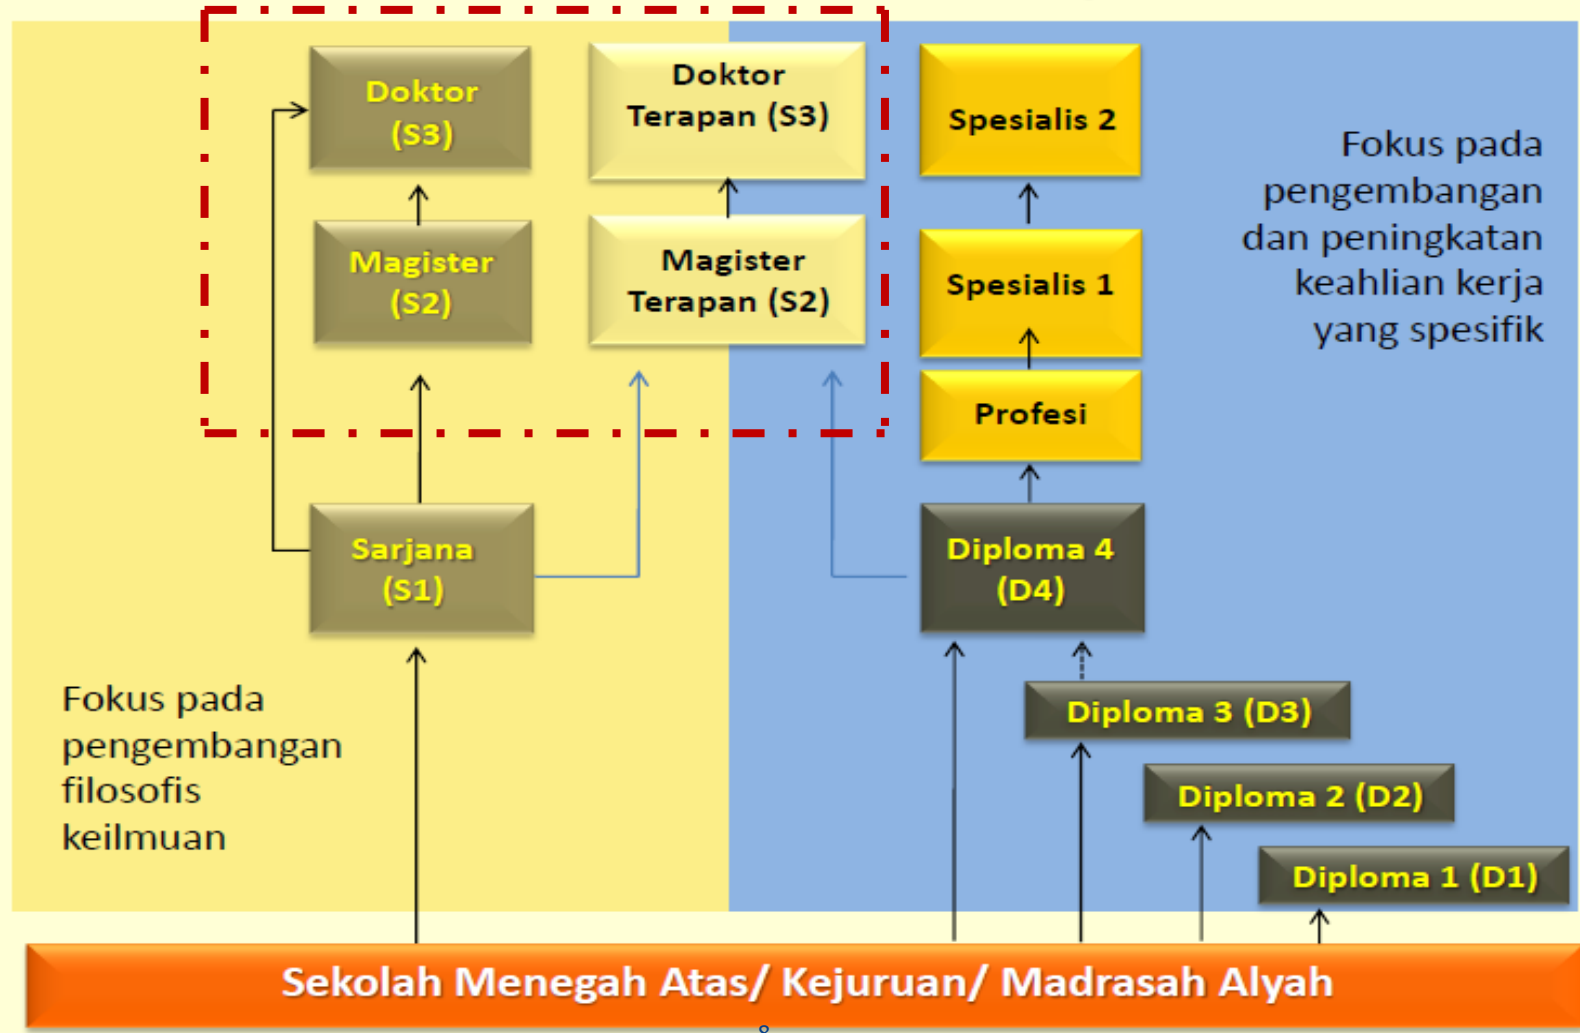 Doktor
(S3)
Doktor
Terapan (S3)
Spesialis 2
Fokus pada
pengembangan
dan peningkatan
keahlian kerja
yang spesifik
Magister
(S2)
Magister
Terapan (S2)
Spesialis 1
Profesi
Sarjana
(S1)
Diploma 4
(D4)
Fokus pada
pengembangan
filosofis
keilmuan
Diploma 3 (D3)
Diploma 2 (D2)
Diploma 1 (D1)
Sekolah Menegah Atas/ Kejuruan/ Madrasah Alyah
8